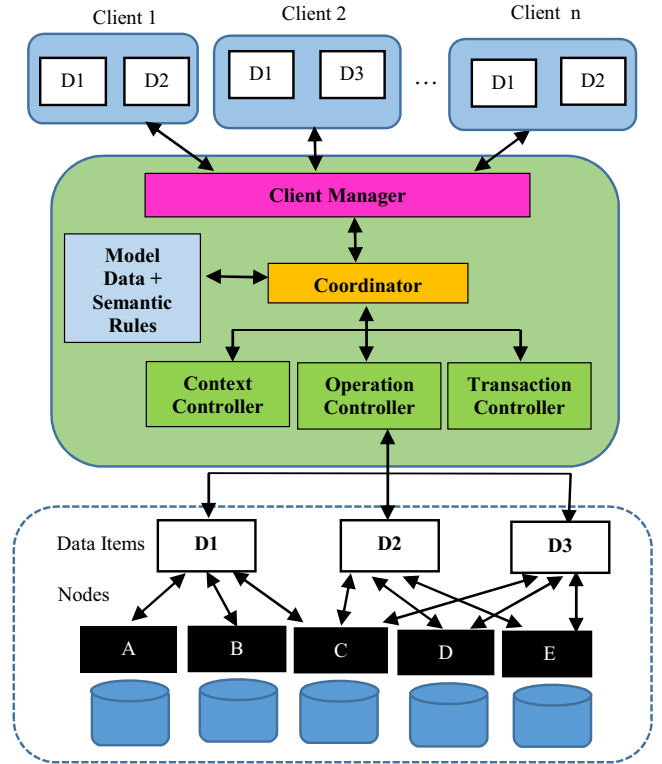 Client 1
Client 2
Client n
D1
D2
D1
D3
…
D1
D2
Client Manager
Model
Data +
Semantic
Rules
Coordinator
Context
Controller
Operation
Controller
Transaction
Controller
Data Items
D1
D2
D3
Nodes
A
B
C
D
E